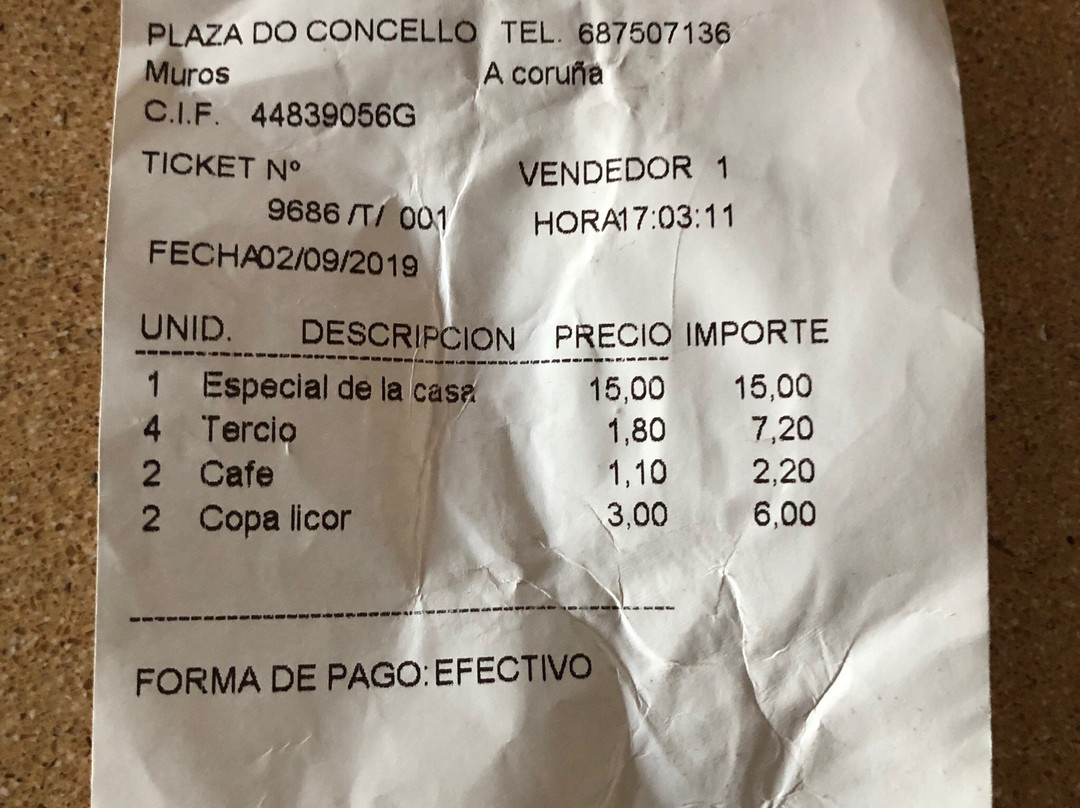 PLAZA DO CONCELLO TEL. 687507136
Muros A coruña
C.I.F. 44839056G
TICKET Nº VENDEDOR 1
9686 /T/ 001 HORA17:03:11
FECHA02/09/2019
UNID. DESCRIPCION PRECIO IMPORTE
1 Especial de la casa 15,00 15,00
4 Tercio 1,80 7,20
2 Cafe 1,10 2,20
2 Copa licor 3,00 6,00
FORMA DE PAGO:EFECTIVO